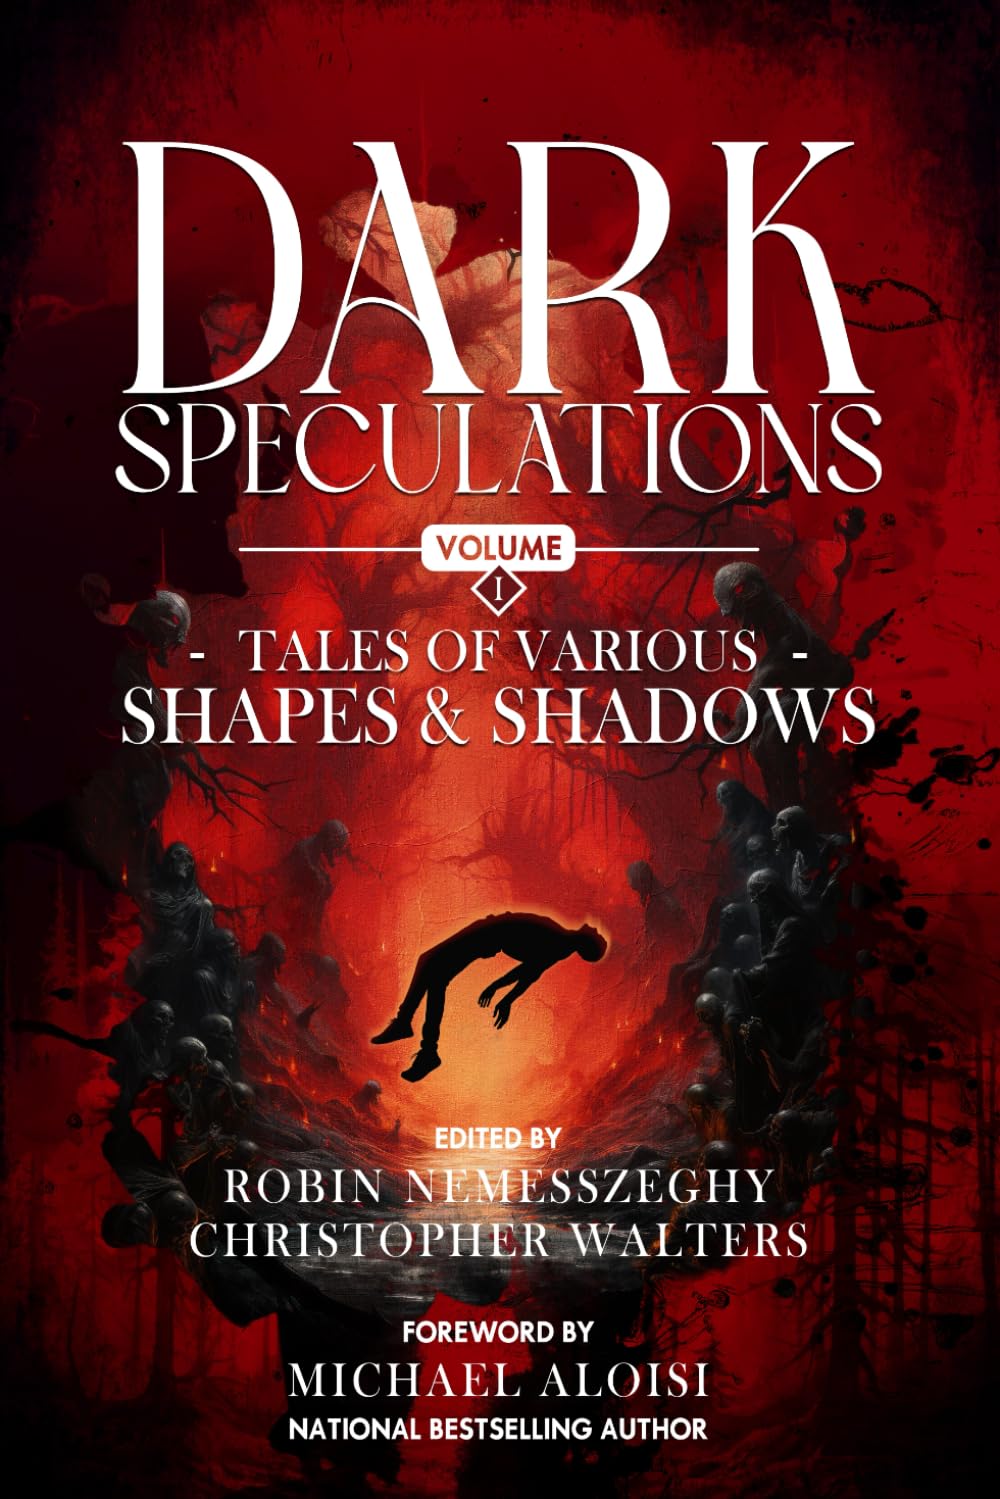 DARK
SPECULATIONS
VOLUME
I
- TALES OF VARIOUS -
SHAPES & SHADOWS
EDITED BY
ROBIN NEMESSZEGHY
CHRISTOPHER WALTERS
FOREWORD BY
MICHAEL ALOISI
NATIONAL BESTSELLING AUTHOR